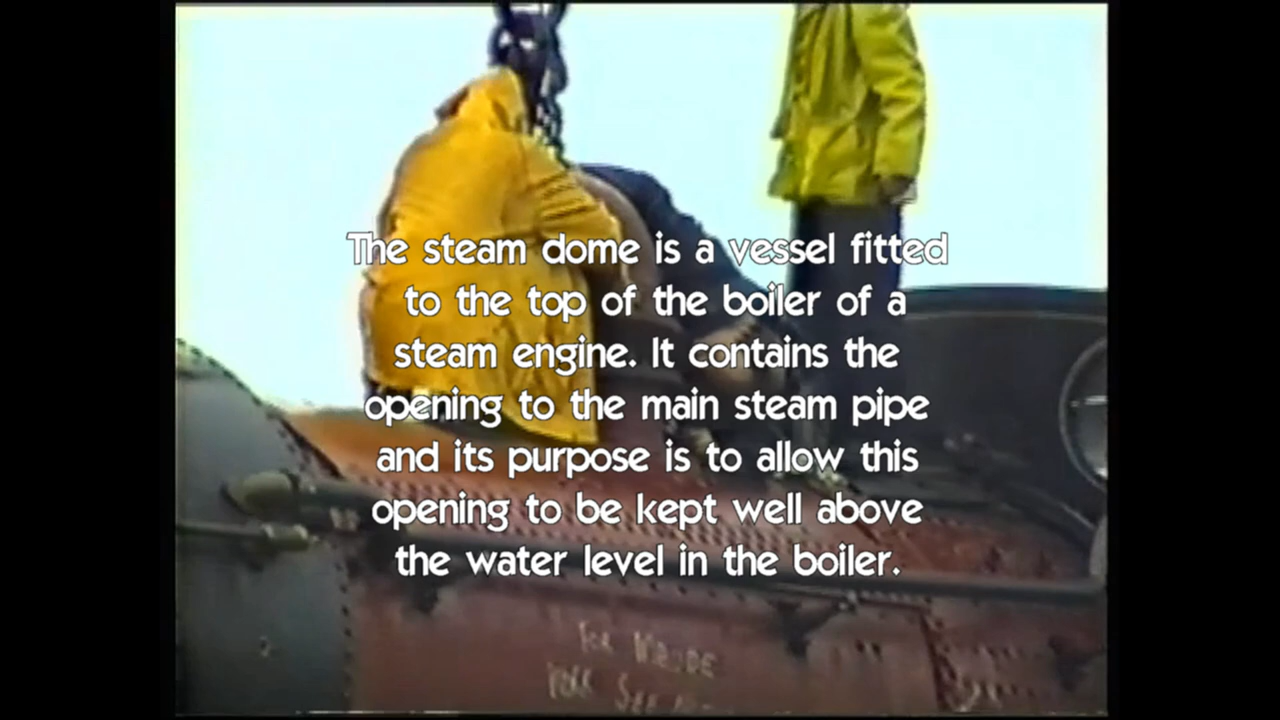 The steam dome is a vessel fitted
to the top of the boiler of a
steam engine. It contains the
opening to the main steam pipe
and its purpose is to allow this
opening to be kept well above
the water level in the boiler.